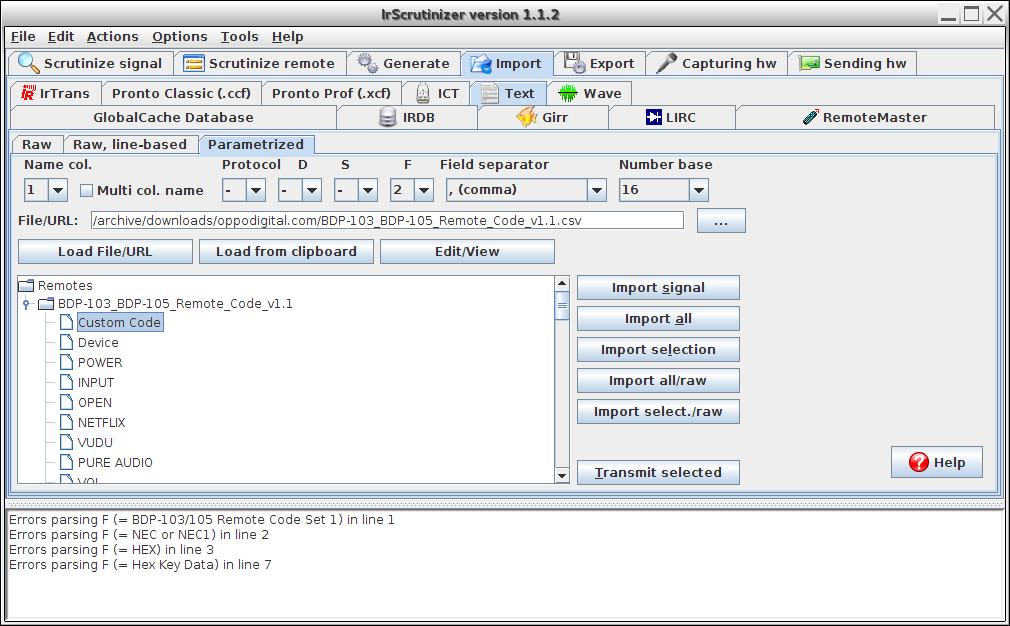 IrScrutinizer version 1.1.2
File Edit Actions Options Tools Help
Scrutinize signal Scrutinize remote Generate Import Export Capturing hw Sending hw
IrTrans Pronto Classic (.ccf) Pronto Prof (.xcf) ICT Text Wave
GlobalCache Database IRDB Girr LIRC RemoteMaster
Raw Raw, line-based Parametrized
Name col. Protocol D S F Field separator Number base
1 Multi col. name - - - 2 , (comma) 16
File/URL: /archive/downloads/oppodigital.com/BDP-103_BDP-105_Remote_Code_v1.1.csv ...
Load File/URL Load from clipboard Edit/View
Remotes
BDP-103_BDP-105_Remote_Code_v1.1
Custom Code
Device
POWER
INPUT
OPEN
NETFLIX
VUDU
PURE AUDIO
Import signal
Import all
Import selection
Import all/raw
Import select./raw
Transmit selected
Help
Errors parsing F (= BDP-103/105 Remote Code Set 1) in line 1
Errors parsing F (= NEC or NEC1) in line 2
Errors parsing F (= HEX) in line 3
Errors parsing F (= Hex Key Data) in line 7